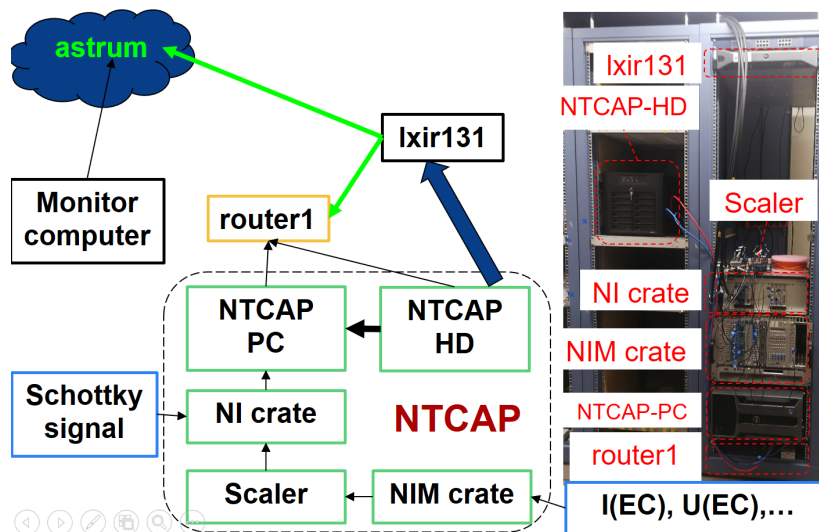 astrum
lxir131
Monitor
computer
router1
NTCAP
PC
NTCAP
HD
Schottky
signal
NI crate
NTCAP
Scaler
NIM crate
I(EC), U(EC),...
lxir131
NTCAP-HD
Scaler
NI crate
NIM crate
NTCAP-PC
router1